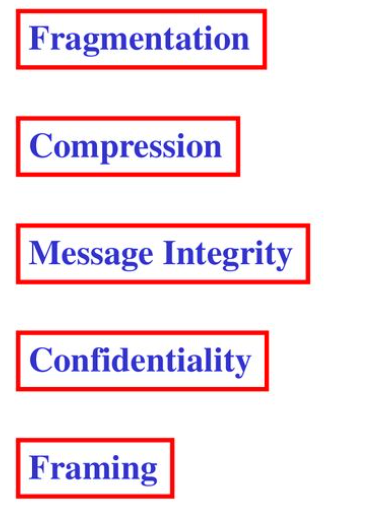 Fragmentation
Compression
Message Integrity
Confidentiality
Framing